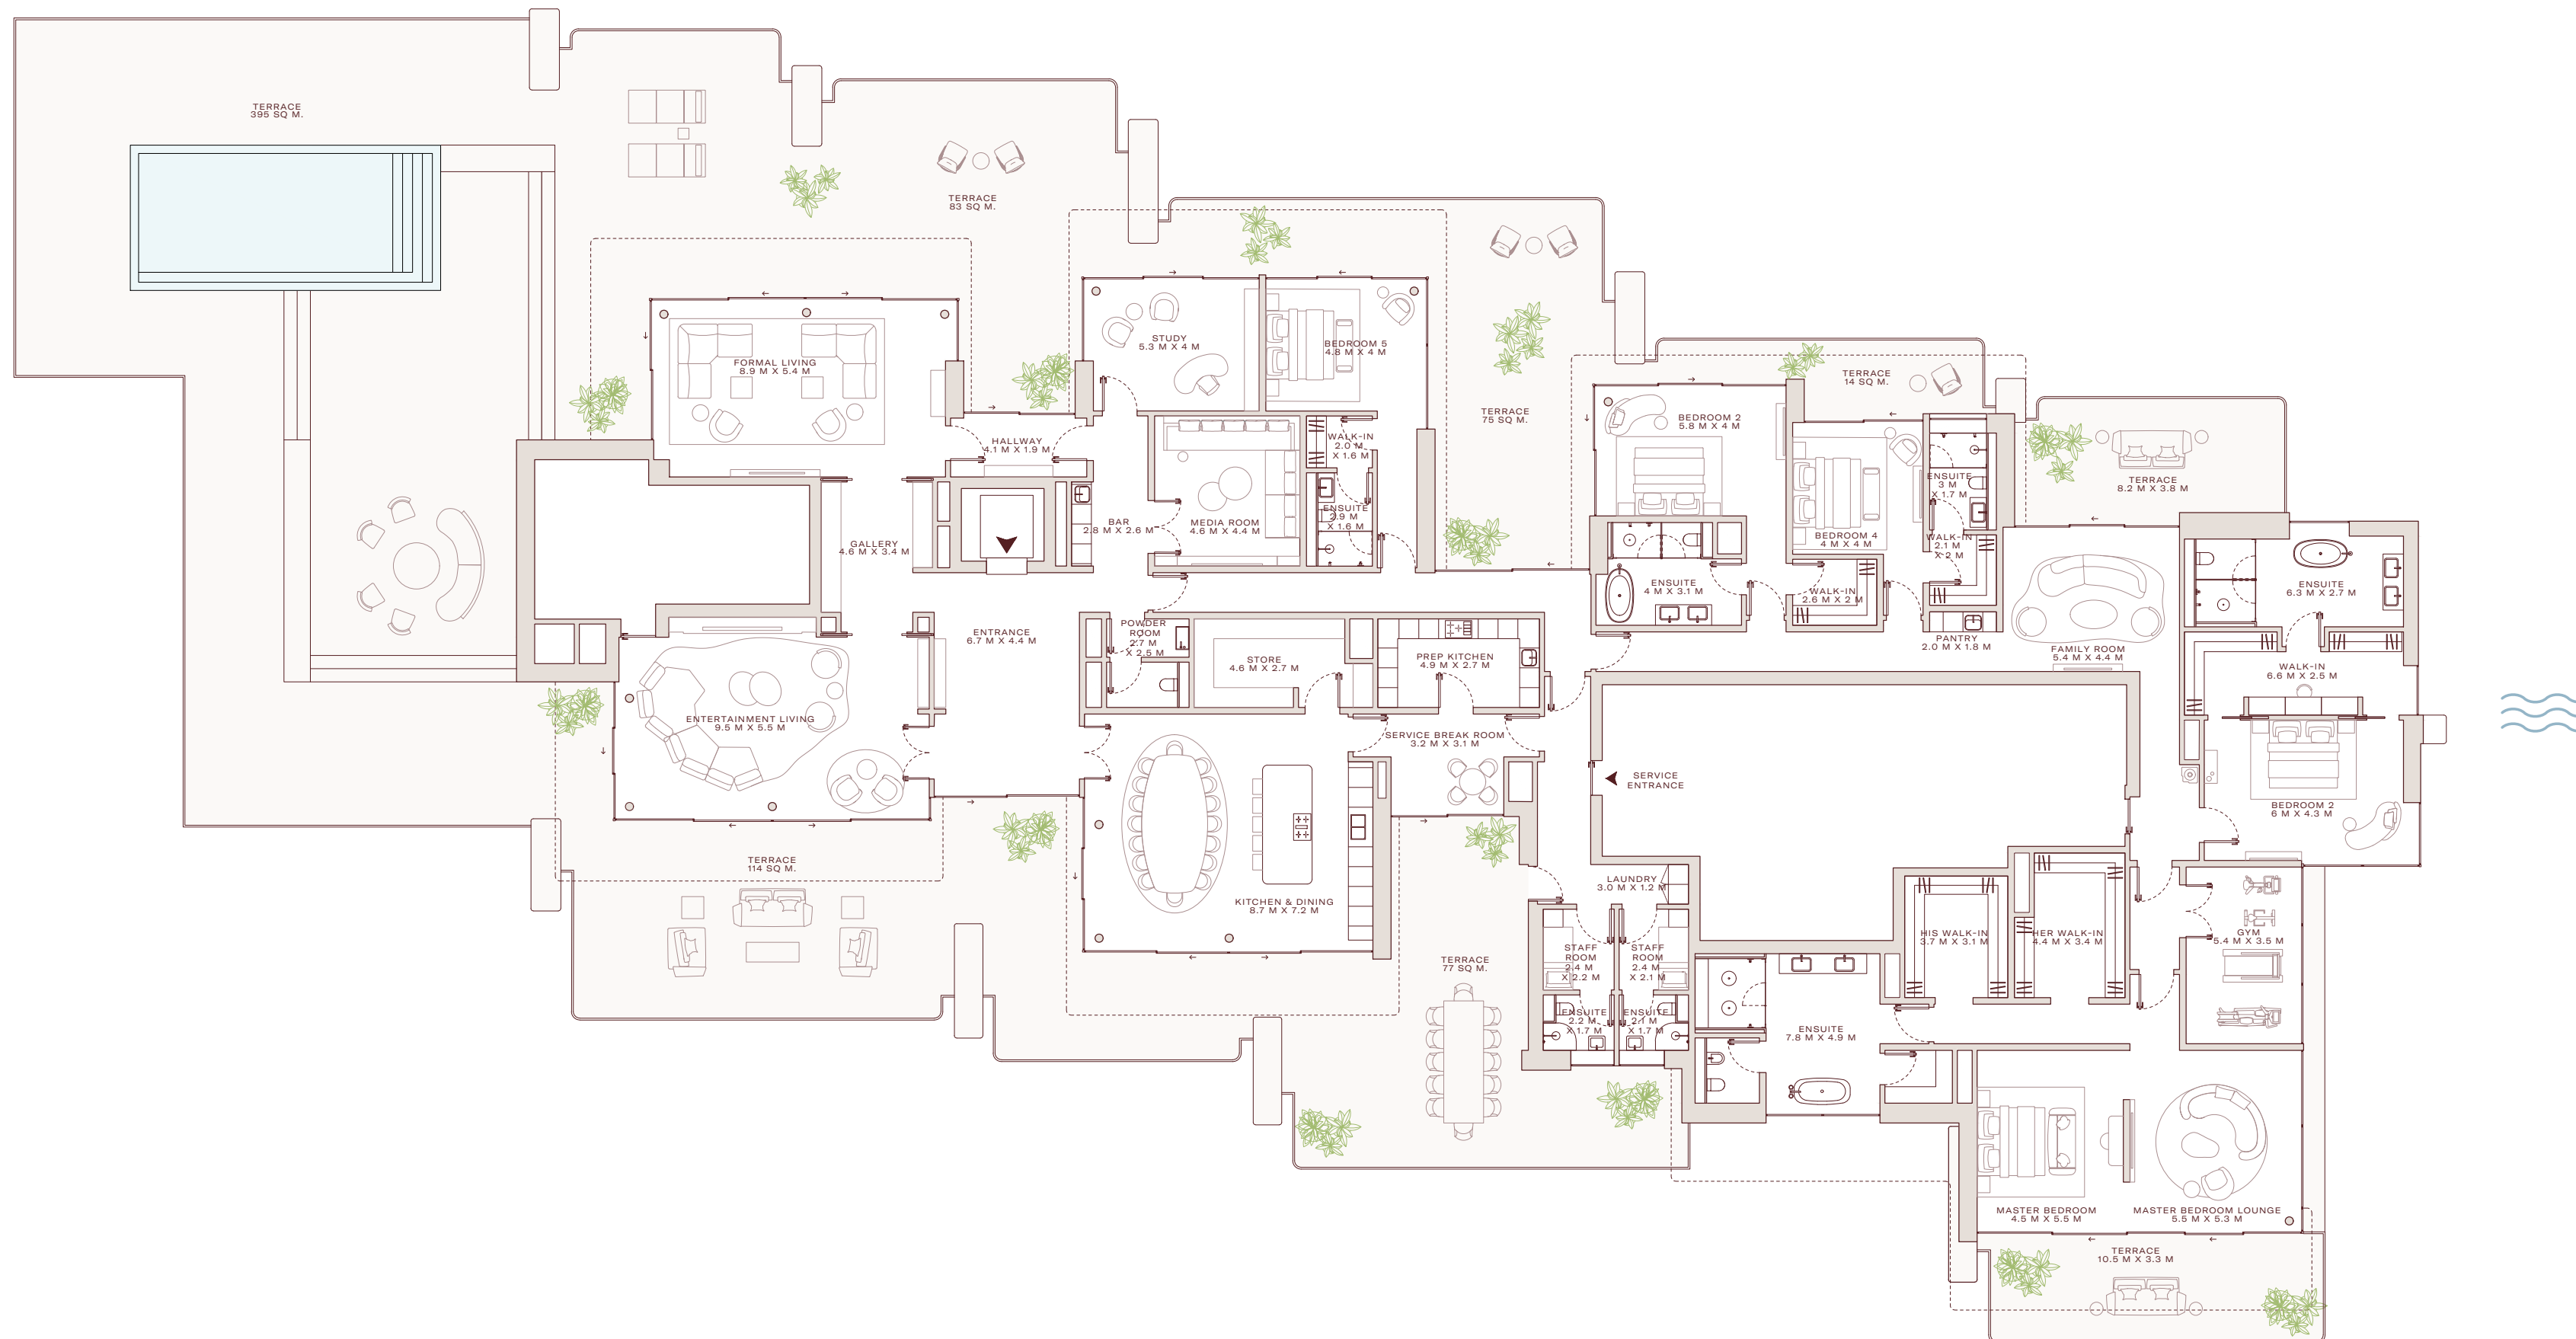 TERRACE
395 SQ M.
TERRACE
83 SQ M.
STUDY
5.3 M X 4 M
BEDROOM 5
4.8 M X 4 M
FORMAL LIVING
8.9 M X 5.4 M
TERRACE
14 SQ M.
TERRACE
75 SQ M.
BEDROOM 2
5.8 M X 4 M
HALLWAY
4.1 M X 1.9 M
WALK-IN
2.0 M
X 1.6 M
ENSUITE
3 M
X 1.7 M
TERRACE
8.2 M X 3.8 M
BAR
2.8 M X 2.6 M
MEDIA ROOM
4.6 M X 4.4 M
ENSUITE
2.9 M
X 1.6 M
GALLERY
4.6 M X 3.4 M
BEDROOM 4
4 M X 4 M
WALK-IN
2.1 M
X 2 M
ENSUITE
4 M X 3.1 M
WALK-IN
2.6 M X 2 M
ENSUITE
6.3 M X 2.7 M
ENTRANCE
6.7 M X 4.4 M
POWDER
ROOM
2.7 M
X 2.5 M
PANTRY
2.0 M X 1.8 M
FAMILY ROOM
5.4 M X 4.4 M
STORE
4.6 M X 2.7 M
PREP KITCHEN
4.9 M X 2.7 M
WALK-IN
6.6 M X 2.5 M
ENTERTAINMENT LIVING
9.5 M X 5.5 M
SERVICE BREAK ROOM
3.2 M X 3.1 M
SERVICE
ENTRANCE
BEDROOM 2
6 M X 4.3 M
TERRACE
114 SQ M.
KITCHEN & DINING
8.7 M X 7.2 M
LAUNDRY
3.0 M X 1.2 M
HIS WALK-IN
3.7 M X 3.1 M
HER WALK-IN
4.4 M X 3.4 M
GYM
5.4 M X 3.5 M
TERRACE
77 SQ M.
STAFF
ROOM
2.4 M
X 2.2 M
STAFF
ROOM
2.4 M
X 2.1 M
ENSUITE
2.2 M
X 1.7 M
ENSUITE
2.1 M
X 1.7 M
ENSUITE
7.8 M X 4.9 M
MASTER BEDROOM
4.5 M X 5.5 M
MASTER BEDROOM LOUNGE
5.5 M X 5.3 M
TERRACE
10.5 M X 3.3 M